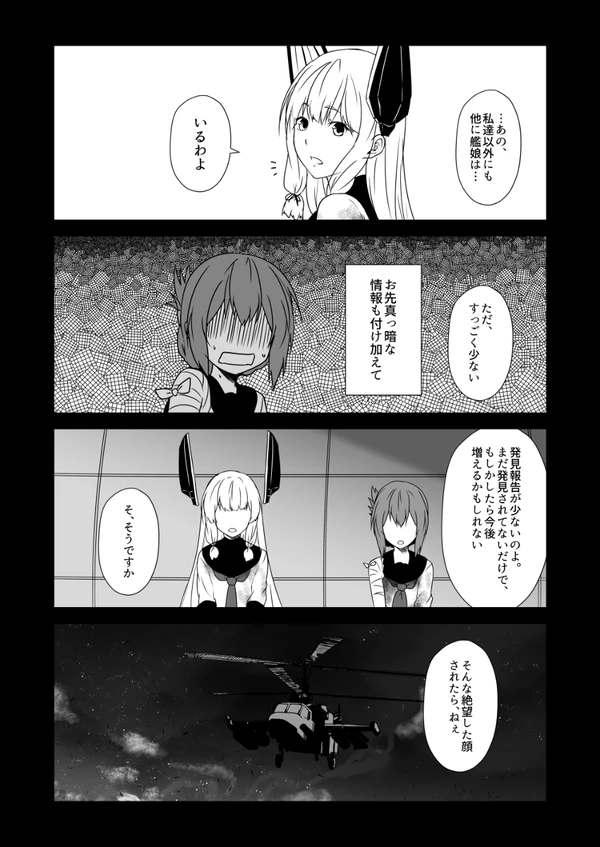 …あの、
私達以外にも
他に艦娘は…
いるわよ
ただ、
すっごく少ない
お先真っ暗な
情報も付け加えて
発見報告が少ないのよ。
まだ発見されてないだけで、
もしかしたら今後
増えるかもしれない
そ、そうですか
そんな絶望した顔
されたら、ねぇ